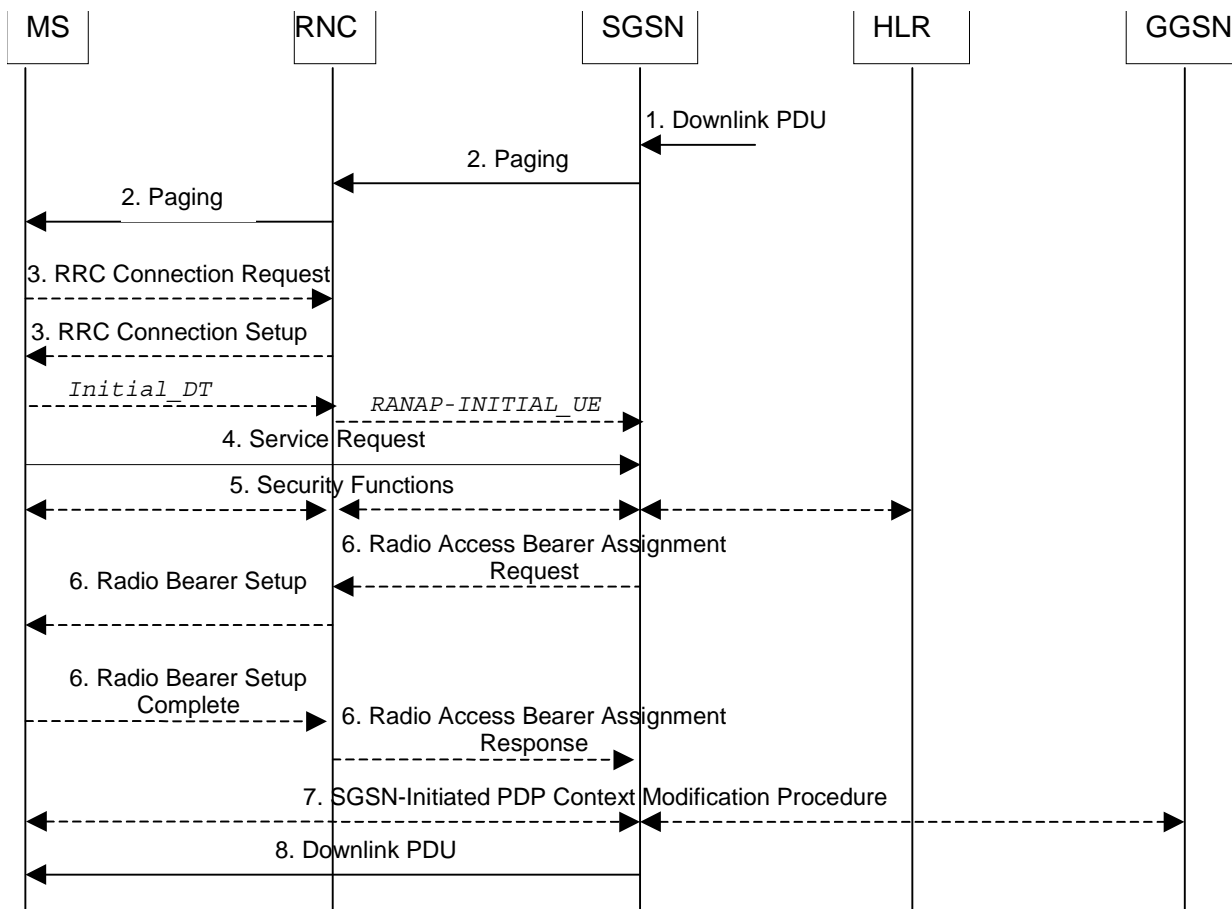 MS RNC SGSN HLR GGSN
1. Downlink PDU
2. Paging
2. Paging
3. RRC Connection Request
3. RRC Connection Setup
Initial_DT
RANAP-INITIAL_UE
4. Service Request
5. Security Functions
6. Radio Access Bearer Assignment
Request
6. Radio Bearer Setup
6. Radio Bearer Setup
Complete
6. Radio Access Bearer Assignment
Response
7. SGSN-Initiated PDP Context Modification Procedure
8. Downlink PDU